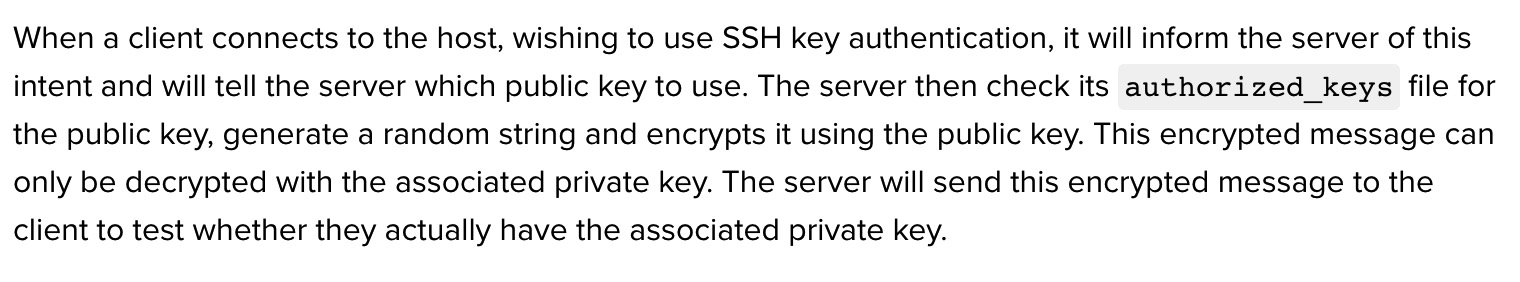 When a client connects to the host, wishing to use SSH key authentication, it will inform the server of this
intent and will tell the server which public key to use. The server then check its authorized_keys file for
the public key, generate a random string and encrypts it using the public key. This encrypted message can
only be decrypted with the associated private key. The server will send this encrypted message to the
client to test whether they actually have the associated private key.